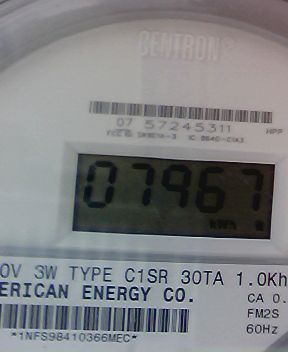 CENTRON®
07 57245311
HPP
07967
KWH
0V 3W TYPE C1SR 30TA 1.0Kh
ERICAN ENERGY CO.
CA 0.
FM2S
60Hz
*1NFS98410366MEC*